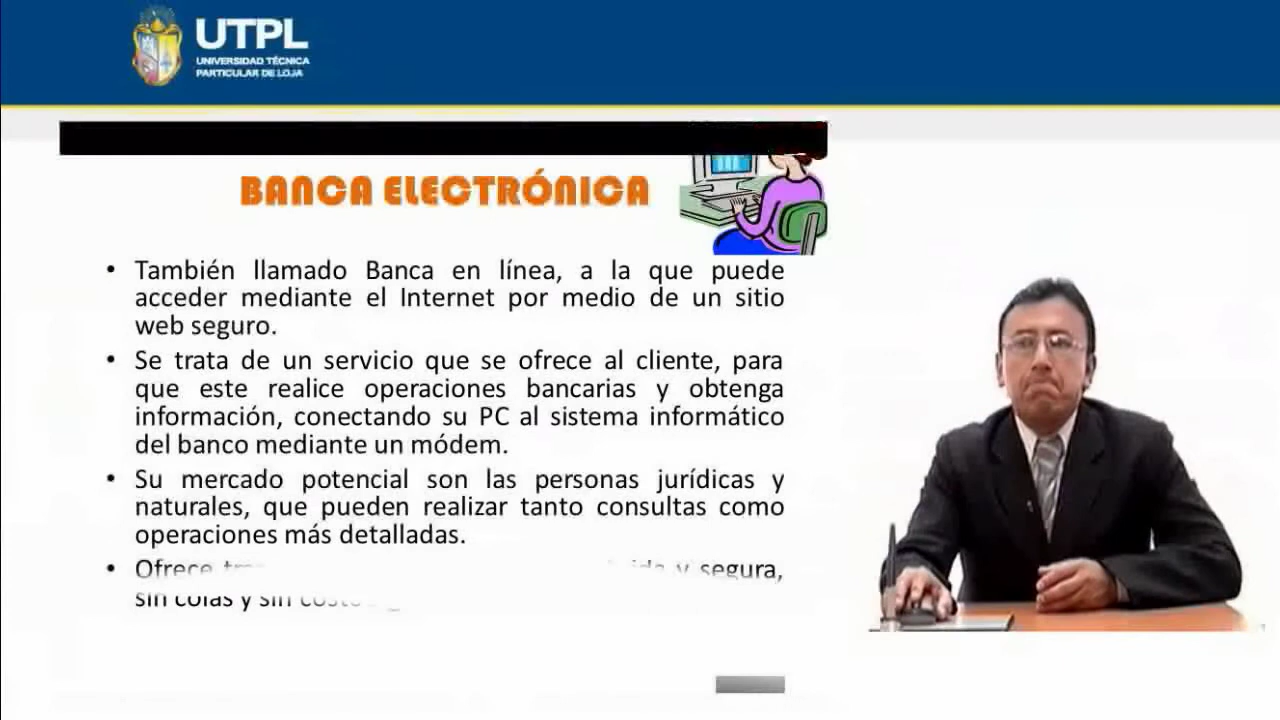 UTPL
UNIVERSIDAD TÉCNICA
PARTICULAR DE LOJA
BANCA ELECTRÓNICA
• También llamado Banca en línea, a la que puede
acceder mediante el Internet por medio de un sitio
web seguro.
• Se trata de un servicio que se ofrece al cliente, para
que este realice operaciones bancarias y obtenga
información, conectando su PC al sistema informático
del banco mediante un módem.
• Su mercado potencial son las personas jurídicas y
naturales, que pueden realizar tanto consultas como
operaciones más detalladas.
• Ofrece y segura,
sin colas y sin